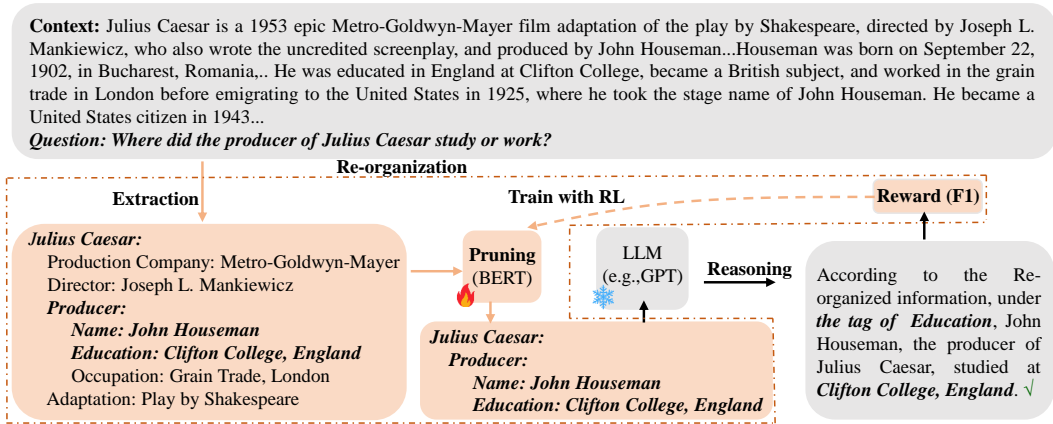 Context: Julius Caesar is a 1953 epic Metro-Goldwyn-Mayer film adaptation of the play by Shakespeare, directed by Joseph L.
Mankiewicz, who also wrote the uncredited screenplay, and produced by John Houseman...Houseman was born on September 22,
1902, in Bucharest, Romania,.. He was educated in England at Clifton College, became a British subject, and worked in the grain
trade in London before emigrating to the United States in 1925, where he took the stage name of John Houseman. He became a
United States citizen in 1943...
Question: Where did the producer of Julius Caesar study or work?
Re-organization
Extraction
Train with RL
Reward (F1)
Julius Caesar:
Production Company: Metro-Goldwyn-Mayer
Director: Joseph L. Mankiewicz
Producer:
Name: John Houseman
Education: Clifton College, England
Occupation: Grain Trade, London
Adaptation: Play by Shakespeare
Pruning
(BERT)
Julius Caesar:
Producer:
Name: John Houseman
Education: Clifton College, England
LLM
(e.g.,GPT)
Reasoning
According to the Re-
organized information, under
the tag of Education, John
Houseman, the producer of
Julius Caesar, studied at
Clifton College, England. √